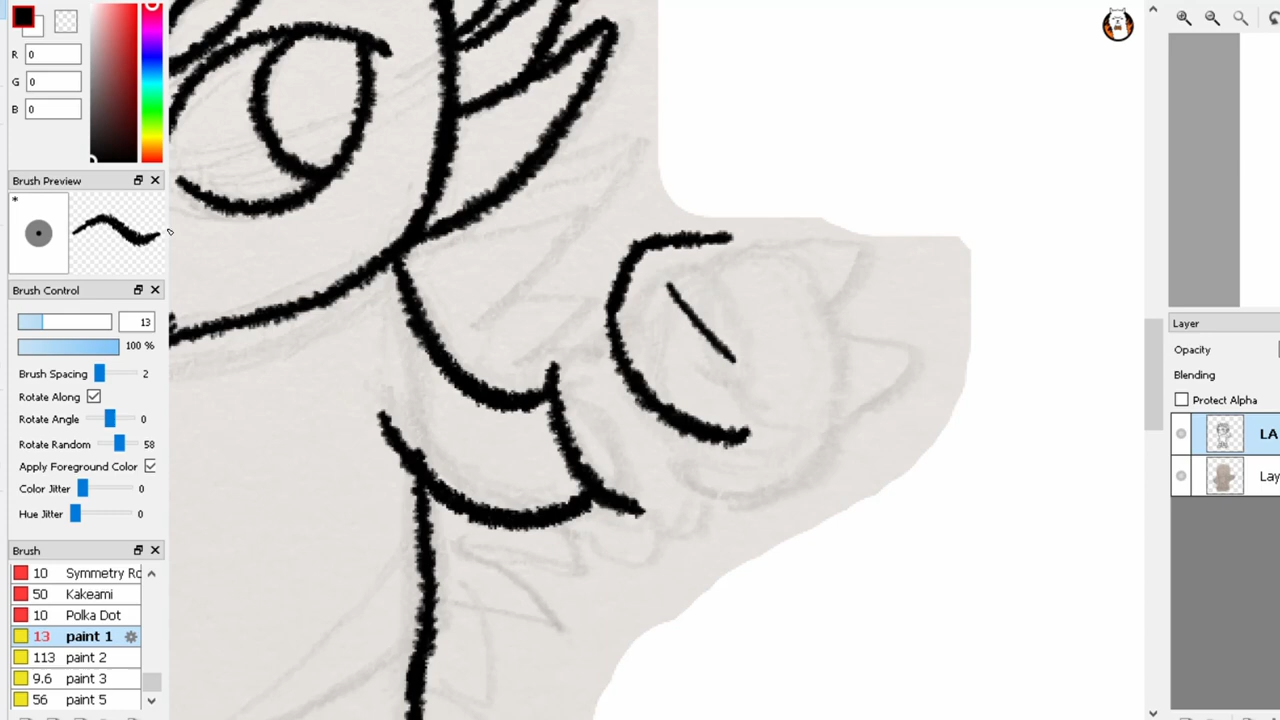 R 0
G 0
B 0
Brush Preview
*
Brush Control
13
100 %
Brush Spacing 2
Rotate Along
Rotate Angle 0
Rotate Random 58
Apply Foreground Color
Color Jitter 0
Hue Jitter 0
Brush
10 Symmetry Ro
50 Kakeami
10 Polka Dot
13 paint 1
113 paint 2
9.6 paint 3
56 paint 5
Layer
Opacity
Blending
Protect Alpha
LA
Lay